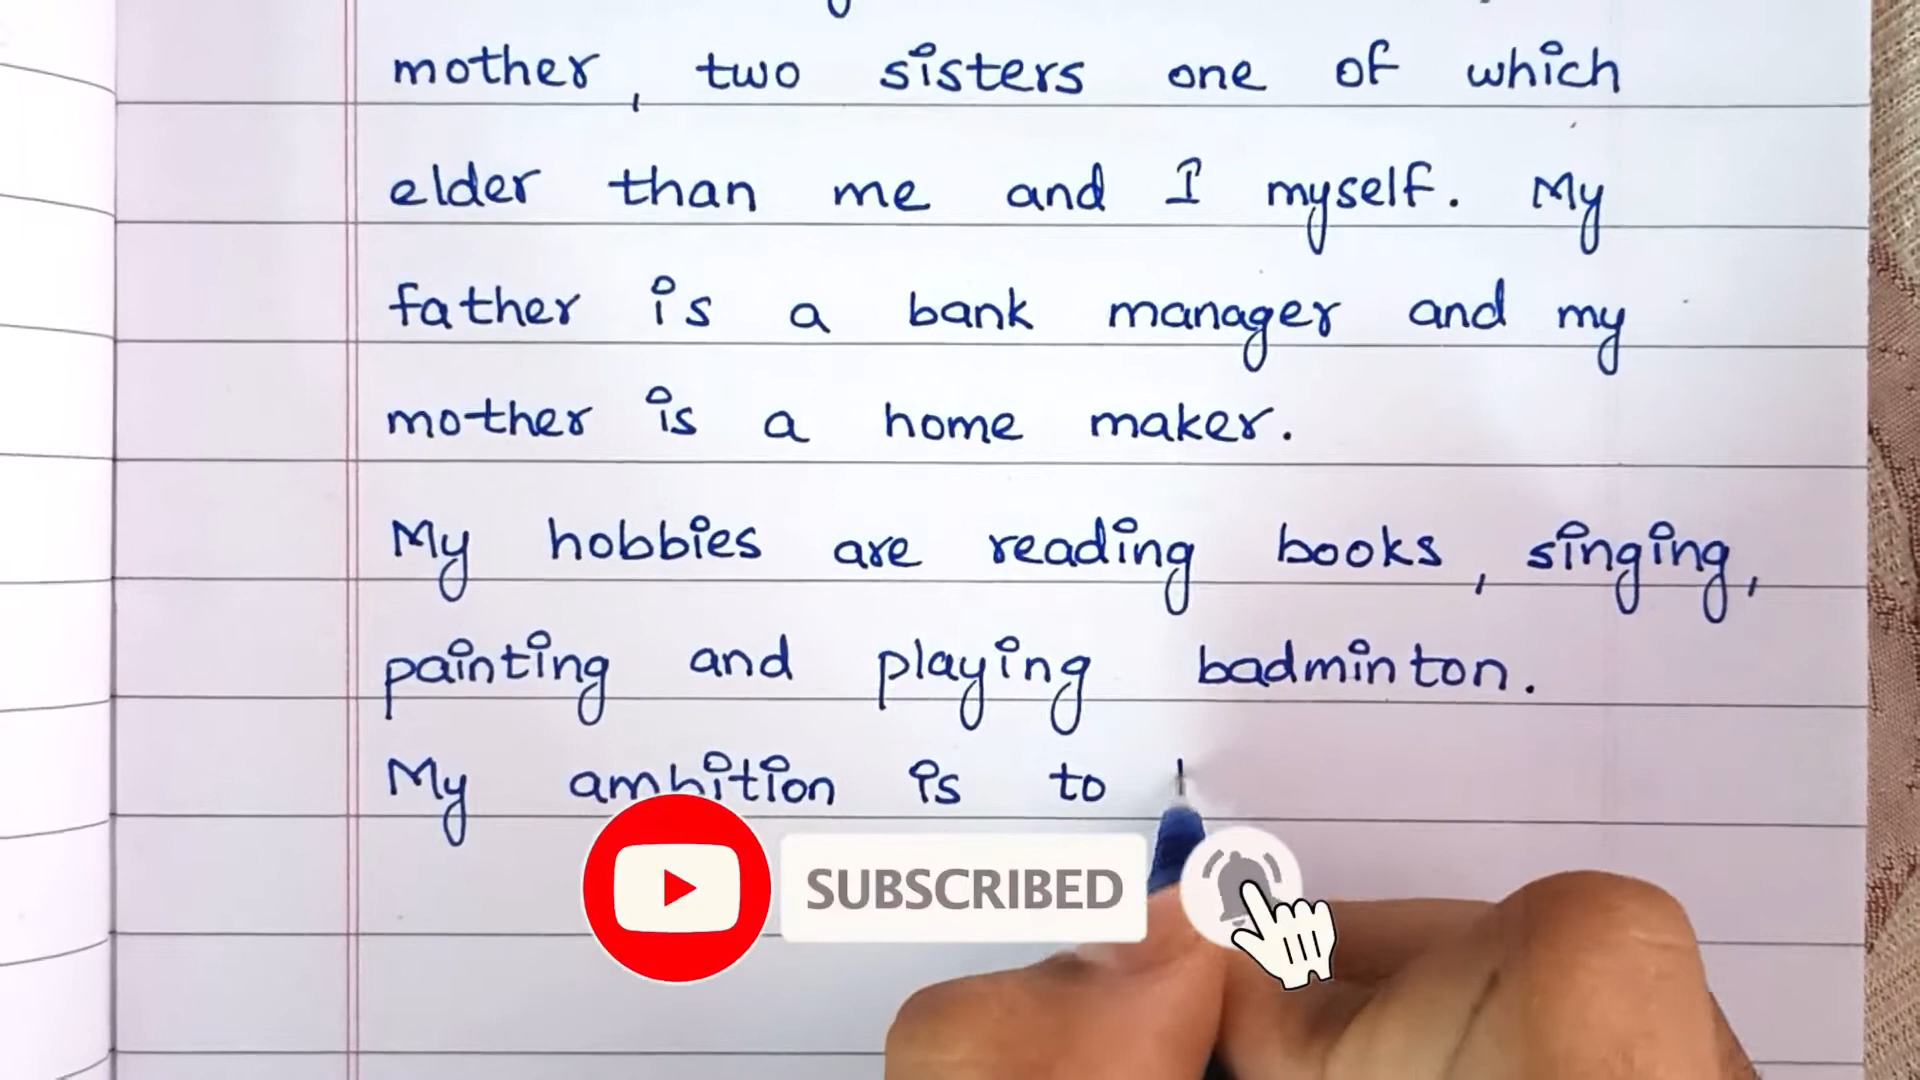 mother, two sisters one of which
elder than me and I myself. My
father is a bank manager and my
mother is a home maker.
My hobbies are reading books, singing,
painting and playing badminton.
My ambition is to
SUBSCRIBED